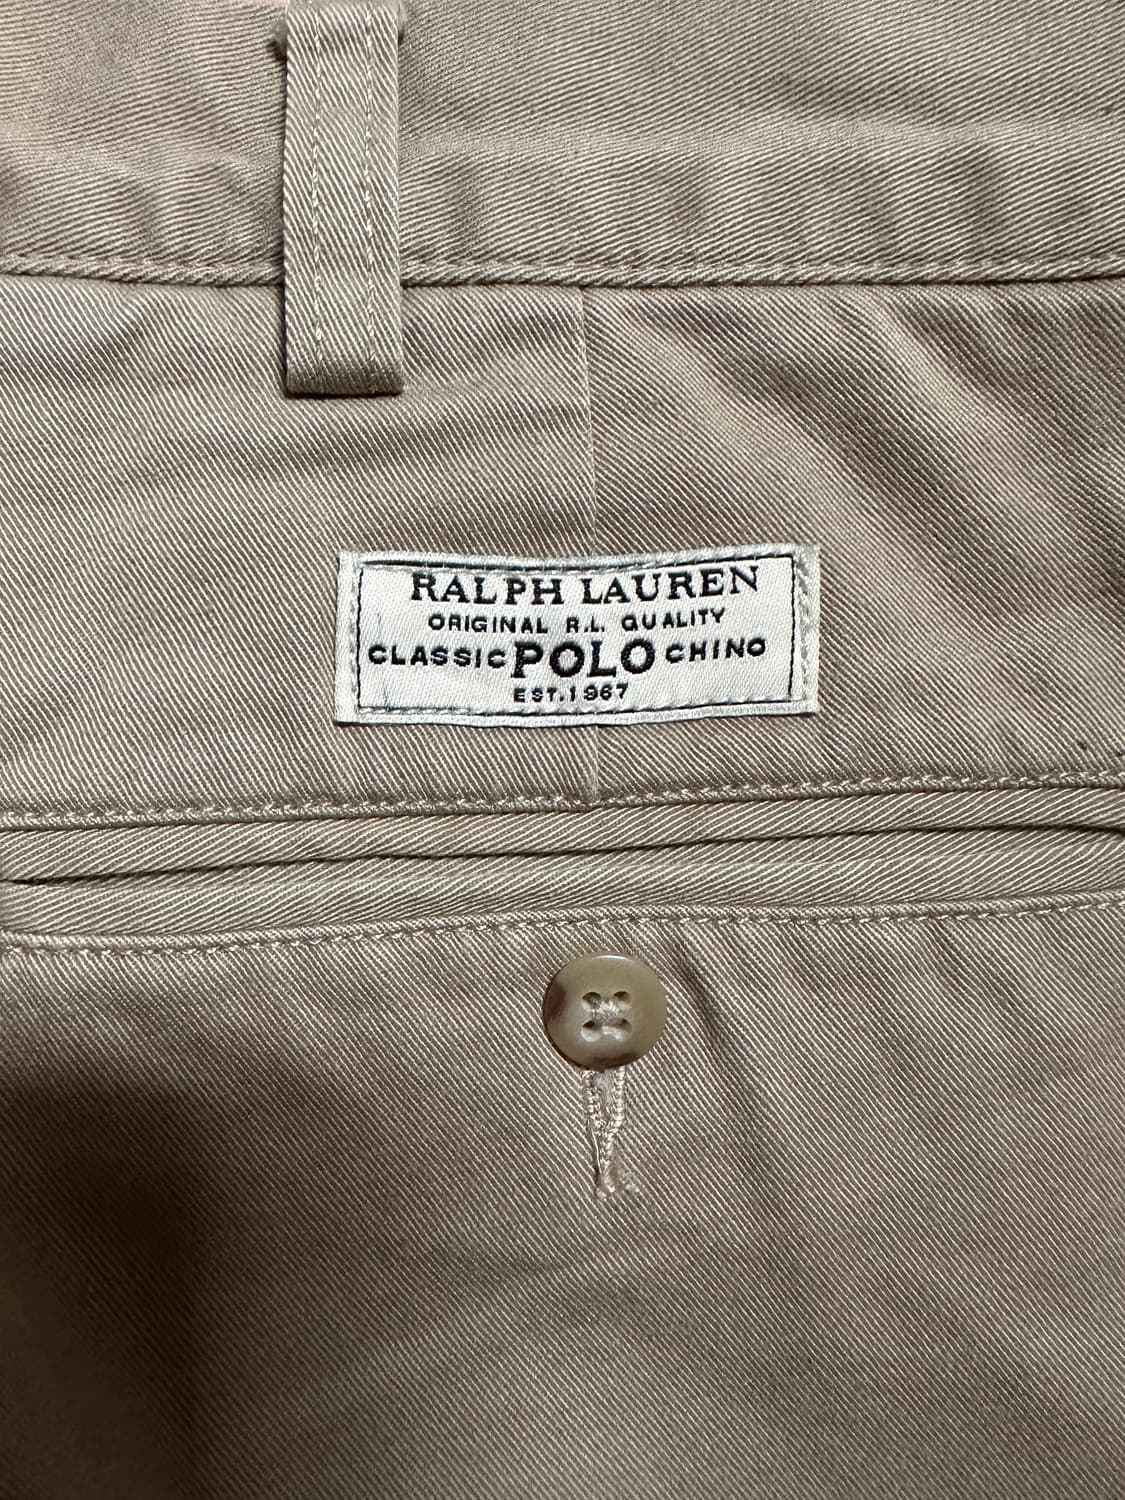 RALPH LAUREN
ORIGINAL R.L. QUALITY
CLASSIC POLO CHINO
EST. 1967